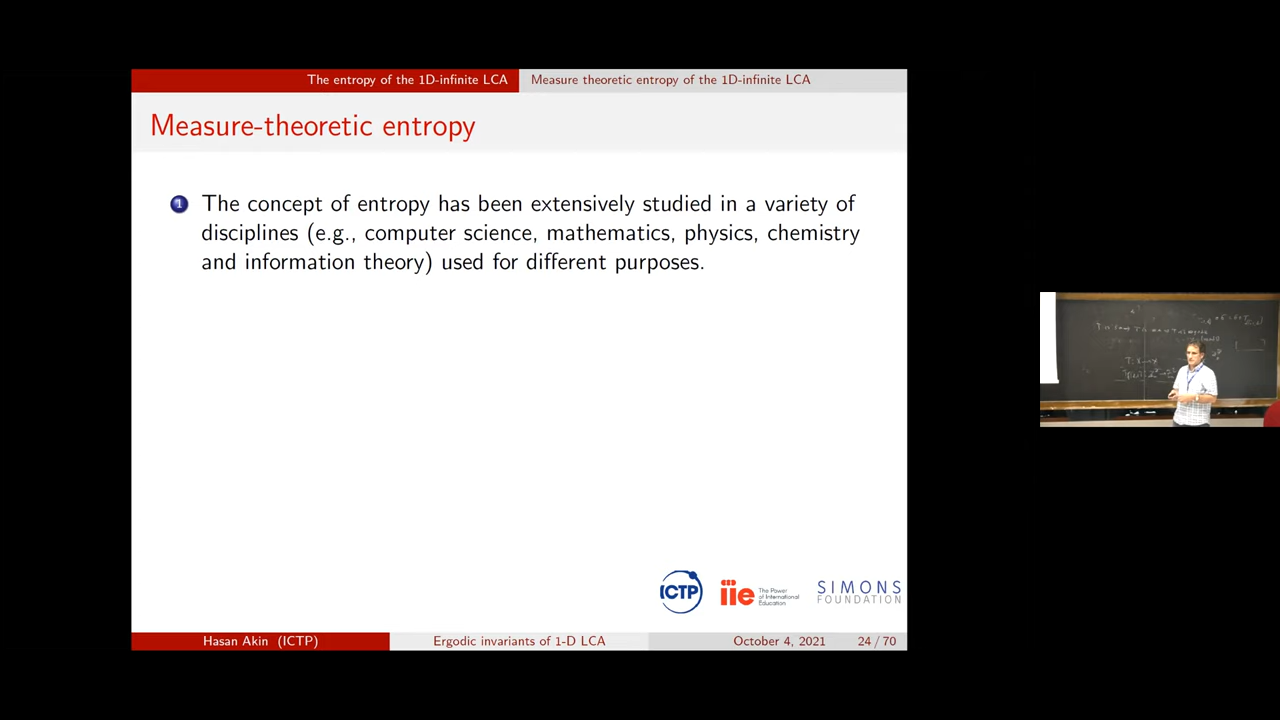 The entropy of the 1D-infinite LCA Measure theoretic entropy of the 1D-infinite LCA
Measure-theoretic entropy
1 The concept of entropy has been extensively studied in a variety of
disciplines (e.g., computer science, mathematics, physics, chemistry
and information theory) used for different purposes.
ICTP
iie The Power of International Education
SIMONS
FOUNDATION
Hasan Akin (ICTP) Ergodic invariants of 1-D LCA October 4, 2021 24 / 70